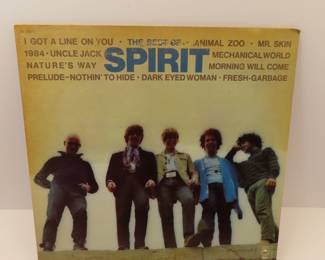 I GOT A LINE ON YOU • THE BEST OF • ANIMAL ZOO • MR. SKIN
1984 • UNCLE JACK SPIRIT MECHANICAL WORLD
NATURE'S WAY MORNING WILL COME
PRELUDE-NOTHIN' TO HIDE • DARK EYED WOMAN • FRESH-GARBAGE